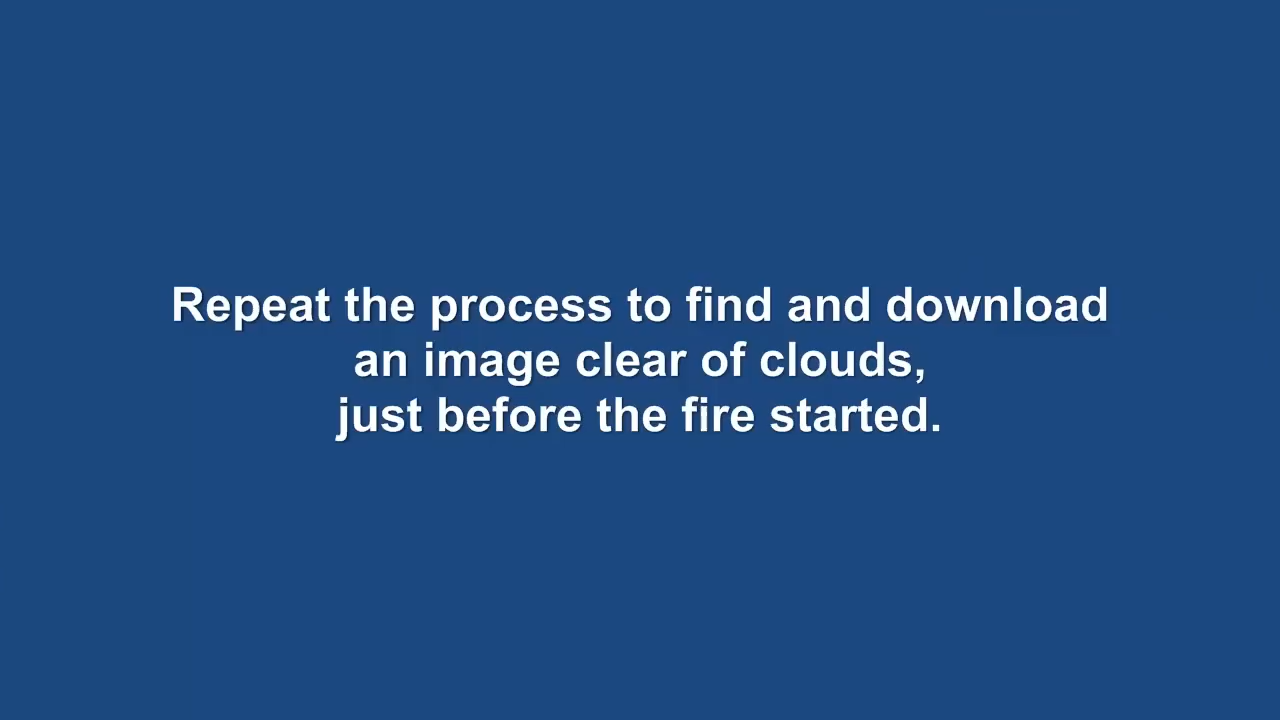 Repeat the process to find and download
an image clear of clouds,
just before the fire started.